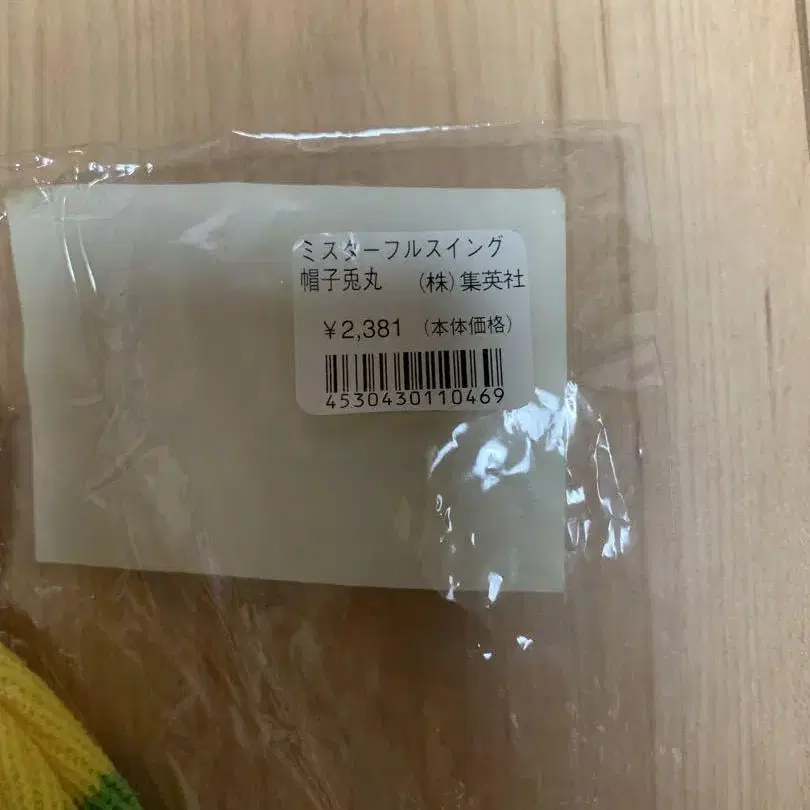 ミスターフルスイング
帽子兎丸　（株）集英社
￥2,381（本体価格）
4530430110469